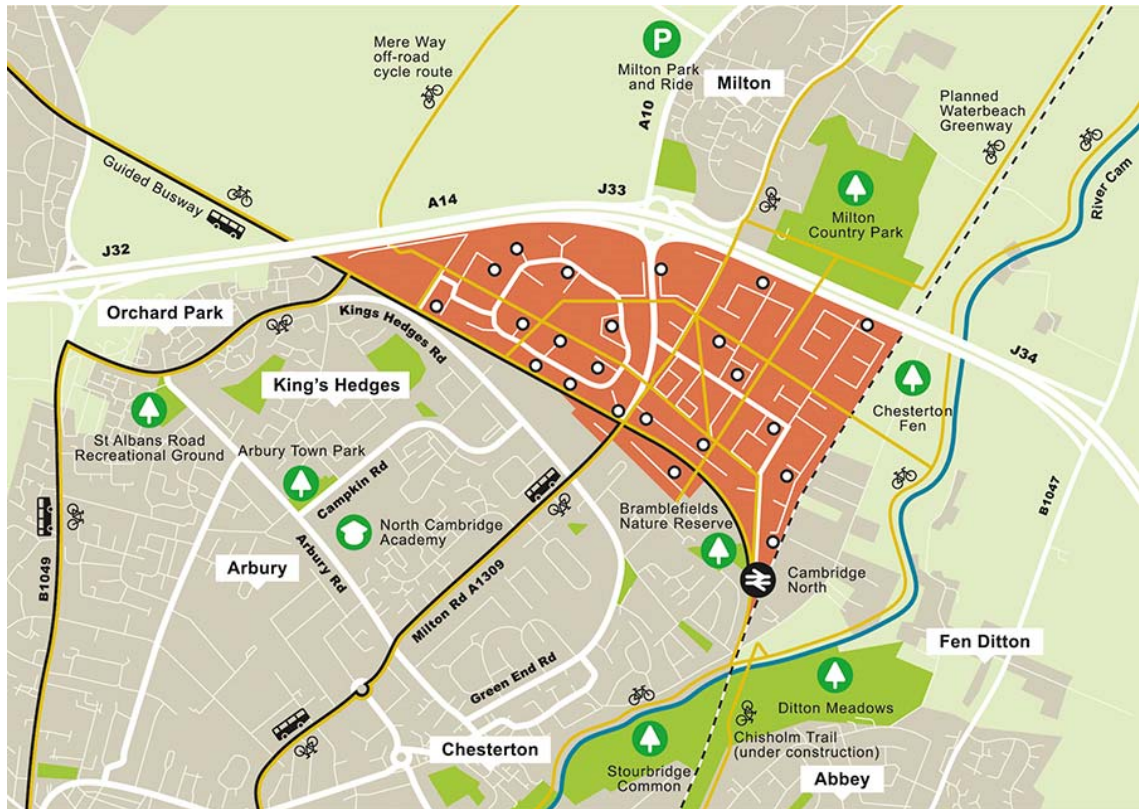 Mere Way
off-road
cycle route
P
Milton Park
and Ride
Milton
A10
Planned
Waterbeach
Greenway
River Cam
Guided Busway
A14
J33
Milton
Country Park
J32
Orchard Park
Kings Hedges Rd
J34
King's Hedges
Chesterton
Fen
St Albans Road
Recreational Ground
Arbury Town Park
Campkin Rd
North Cambridge
Academy
Bramblefields
Nature Reserve
B1047
B1049
Arbury
Arbury Rd
Milton Rd A1309
Cambridge
North
Green End Rd
Fen Ditton
Ditton Meadows
Chesterton
Chisholm Trail
(under construction)
Stourbridge
Common
Abbey